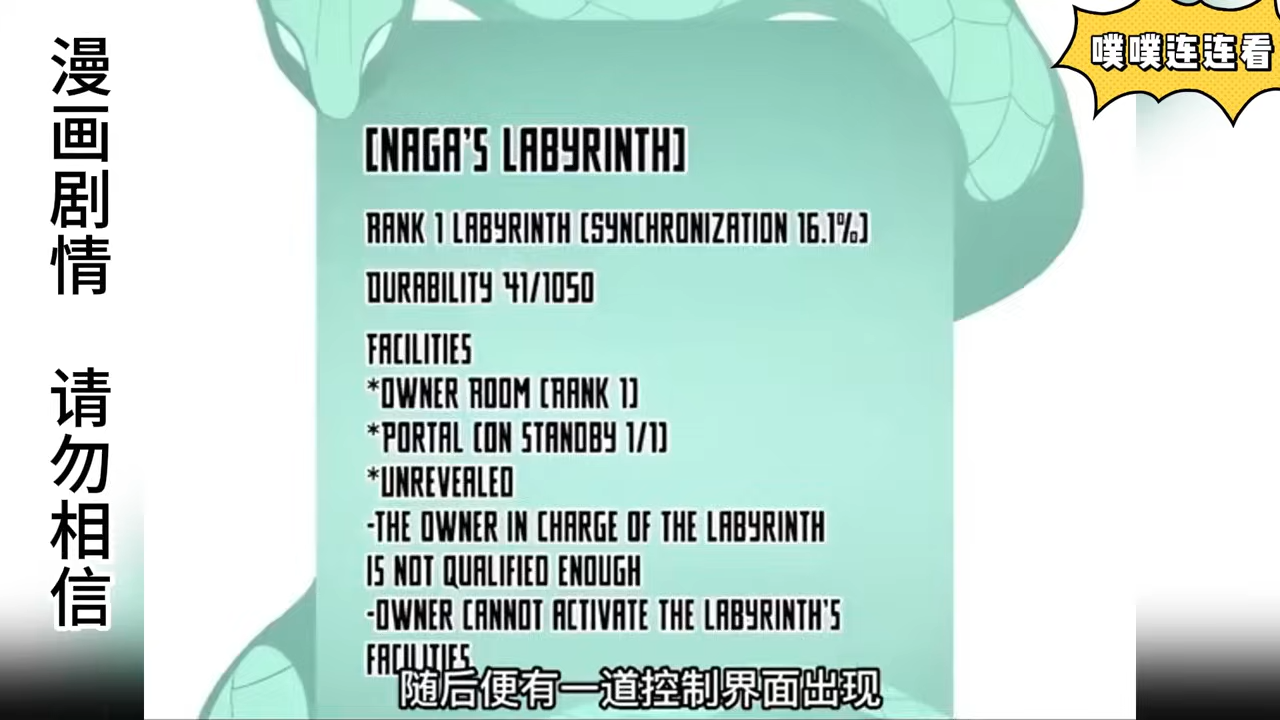 漫画剧情 请勿相信
噗噗连连看
[NAGA'S LABYRINTH]
RANK 1 LABYRINTH [SYNCHRONIZATION 16.1%]
DURABILITY 41/1050
FACILITIES
*OWNER ROOM [RANK 1]
*PORTAL [ON STANDBY 1/1]
*UNREVEALED
-THE OWNER IN CHARGE OF THE LABYRINTH
IS NOT QUALIFIED ENOUGH
-OWNER CANNOT ACTIVATE THE LABYRINTH'S
FACILITIES
随后便有一道控制界面出现